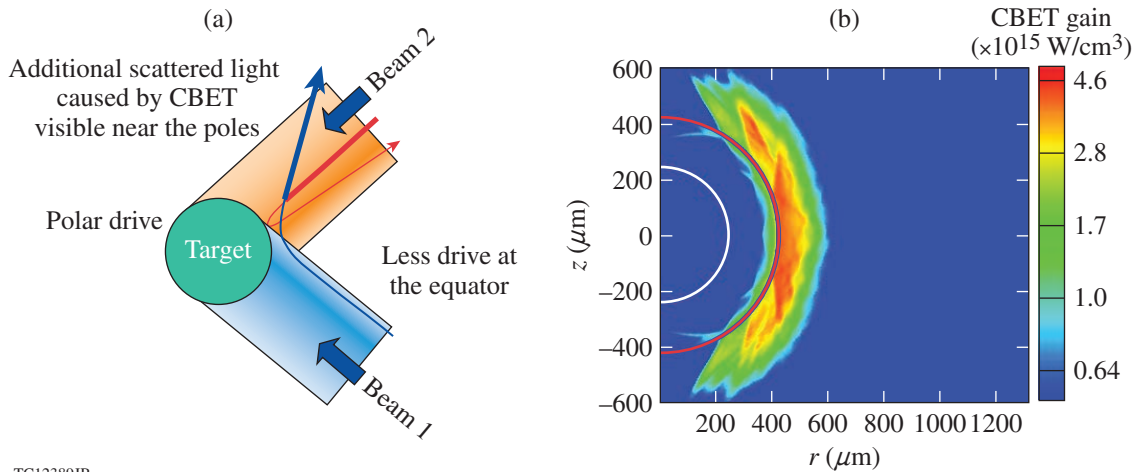 (a)
Additional scattered light
caused by CBET
visible near the poles
Beam 2
Polar drive
Target
Less drive at
the equator
Beam 1
(b)
CBET gain
(×10¹⁵ W/cm³)
600
400
200
0
–200
–400
–600
z (μm)
200 400 600 800 1000 1200
r (μm)
4.6
2.8
1.7
1.0
0.64